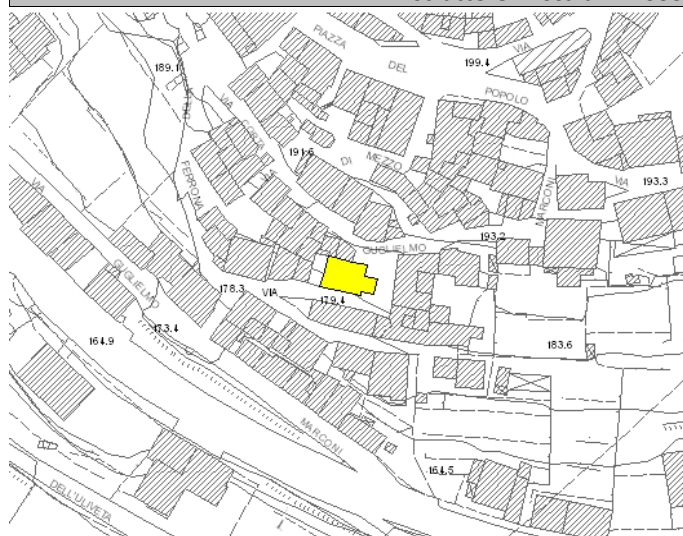 PIAZZA
DEL
POPOLO
VIA
199.4
189.1
VIA
CORTA
191.6
DI MEZZO
FERRONA
MARCONI
VIA
193.3
193.2
GUGLIELMO
VIA
GUGLIELMO
178.3
VIA
179.4
173.4
164.9
183.6
MARCONI
164.5
DELL'ULIVETA